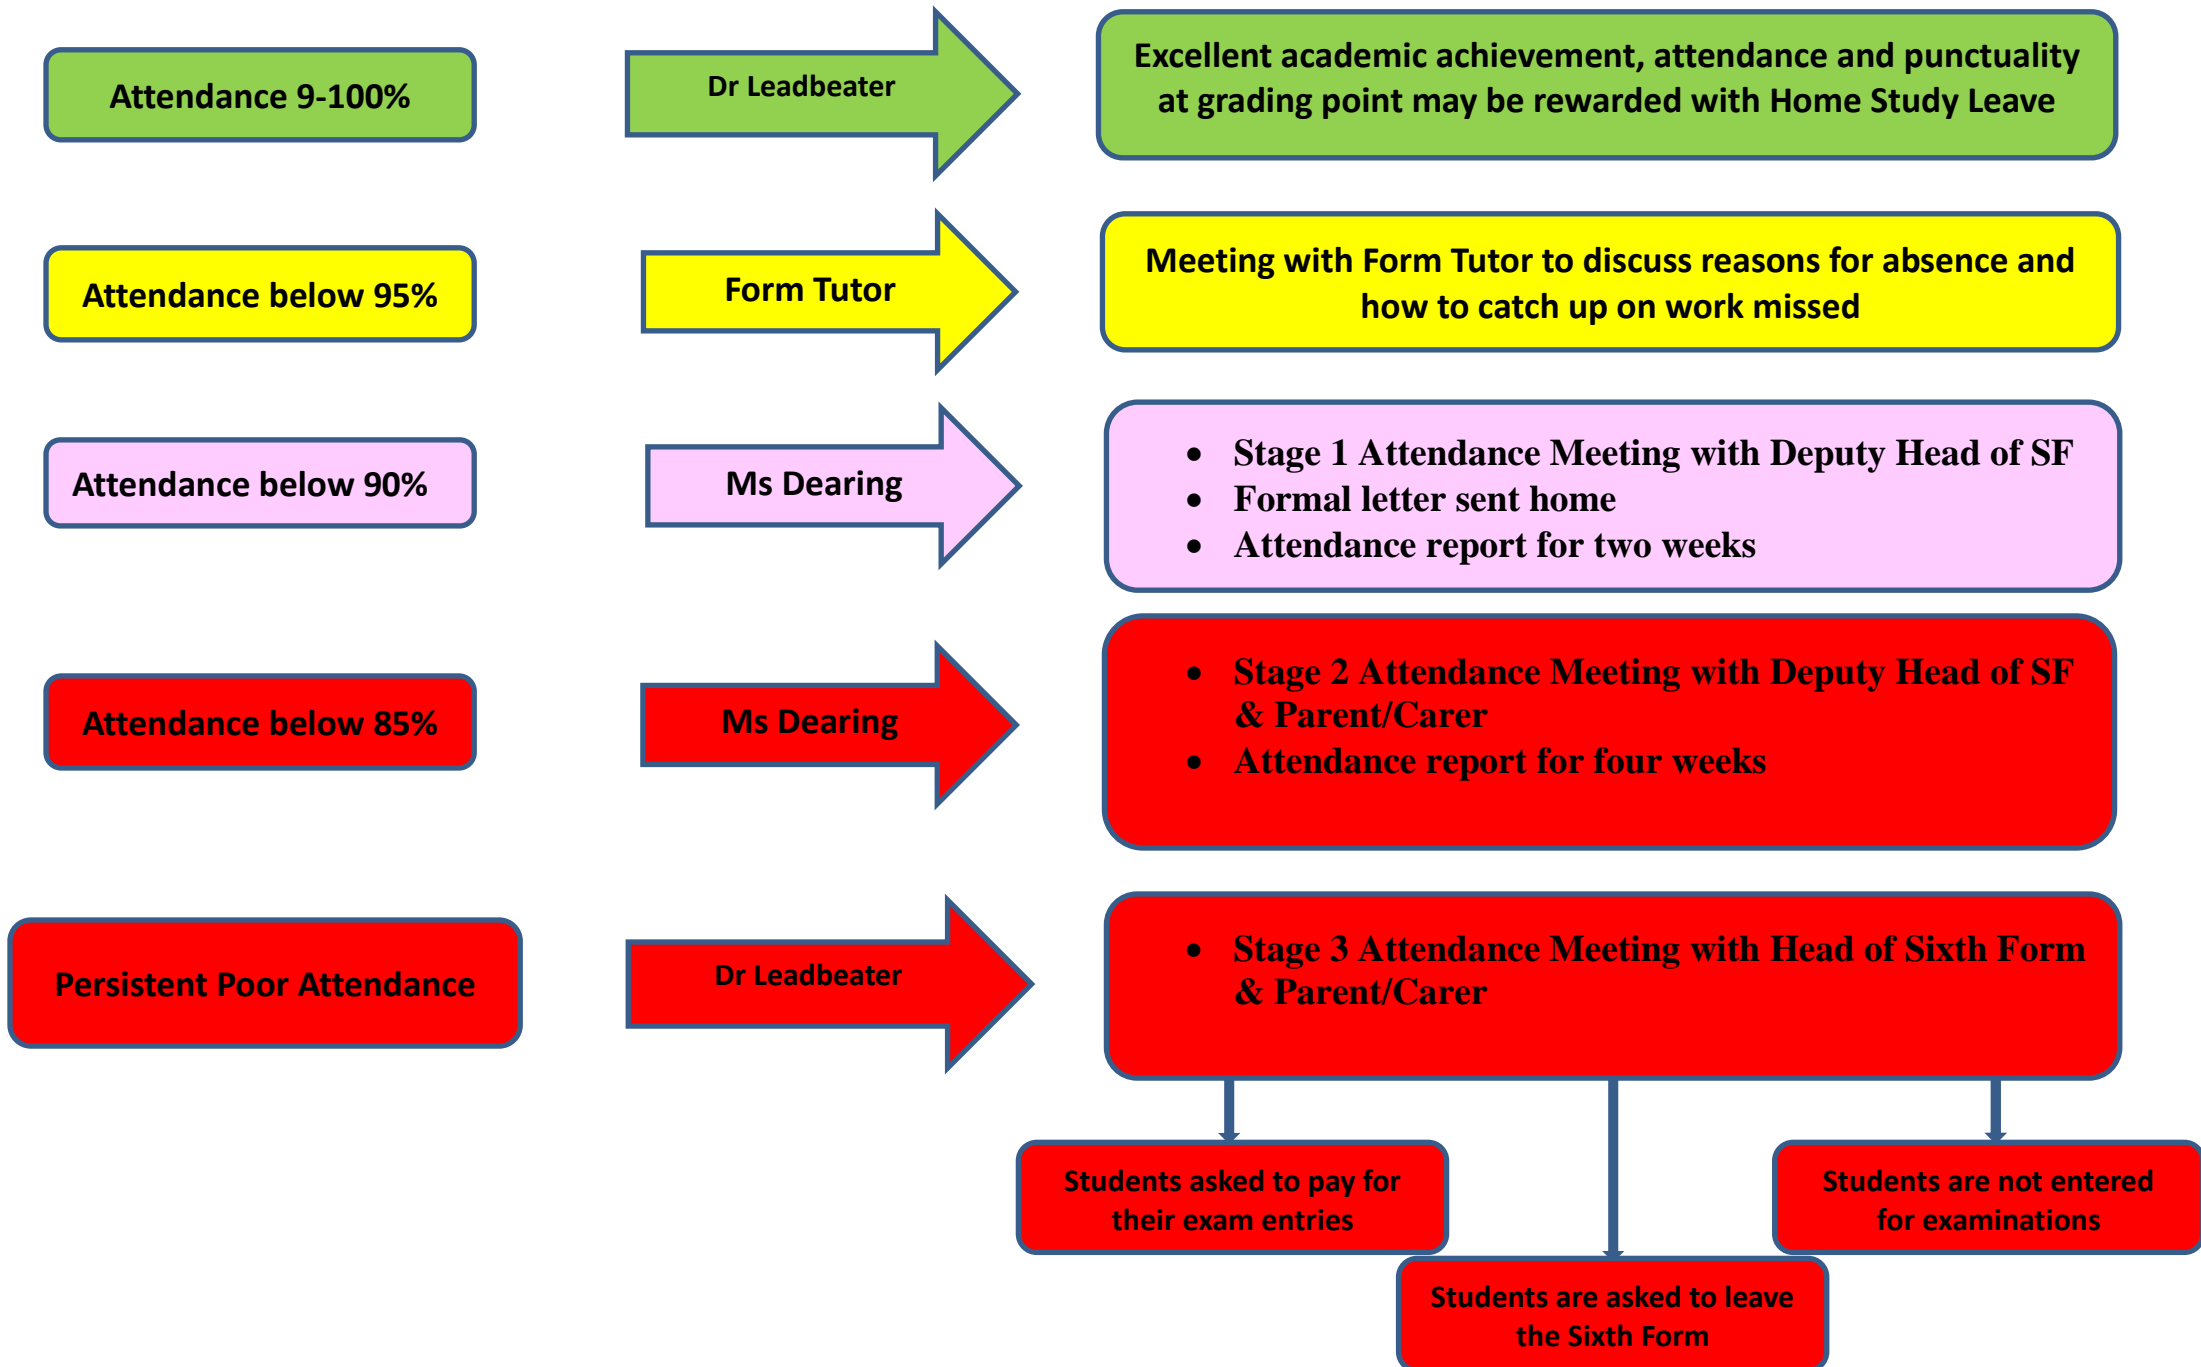 Attendance 9-100%
Dr Leadbeater
Excellent academic achievement, attendance and punctuality
at grading point may be rewarded with Home Study Leave
Attendance below 95%
Form Tutor
Meeting with Form Tutor to discuss reasons for absence and
how to catch up on work missed
Attendance below 90%
Ms Dearing
• Stage 1 Attendance Meeting with Deputy Head of SF
• Formal letter sent home
• Attendance report for two weeks
Attendance below 85%
Ms Dearing
• Stage 2 Attendance Meeting with Deputy Head of SF
& Parent/Carer
• Attendance report for four weeks
Persistent Poor Attendance
Dr Leadbeater
• Stage 3 Attendance Meeting with Head of Sixth Form
& Parent/Carer
Students asked to pay for
their exam entries
Students are asked to leave
the Sixth Form
Students are not entered
for examinations